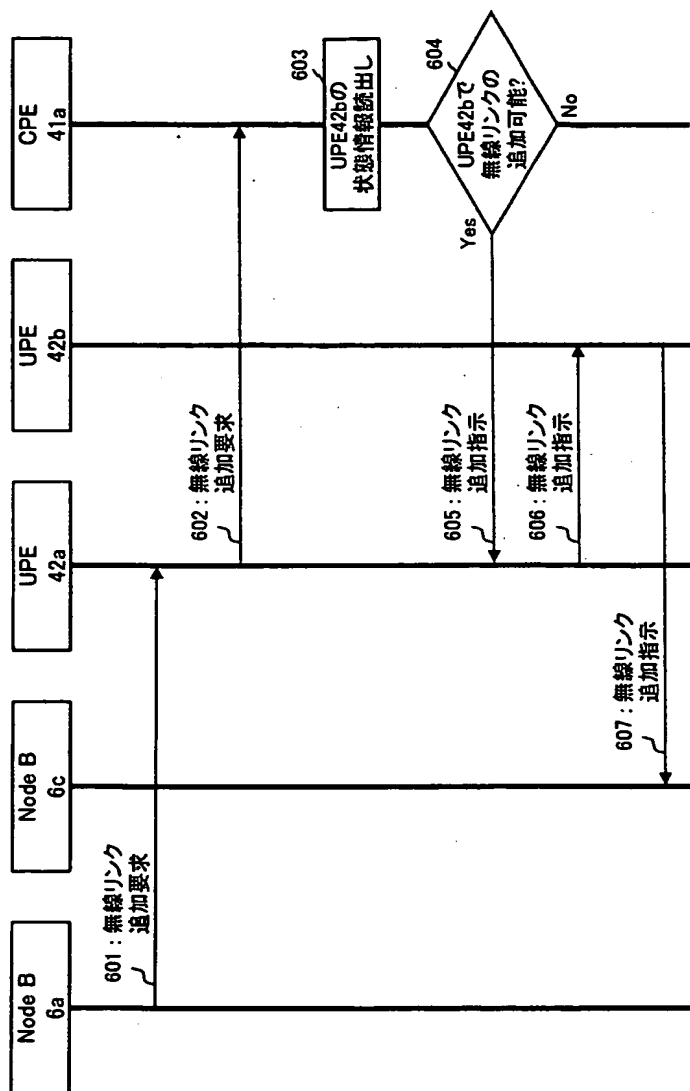 Node B
6a
Node B
6c
UPE
42a
UPE
42b
CPE
41a
601：無線リンク
追加要求
602：無線リンク
追加要求
603
UPE42bの
状態情報読出し
604
UPE42bで
無線リンクの
追加可能?
Yes
No
605：無線リンク
追加指示
606：無線リンク
追加指示
607：無線リンク
追加指示